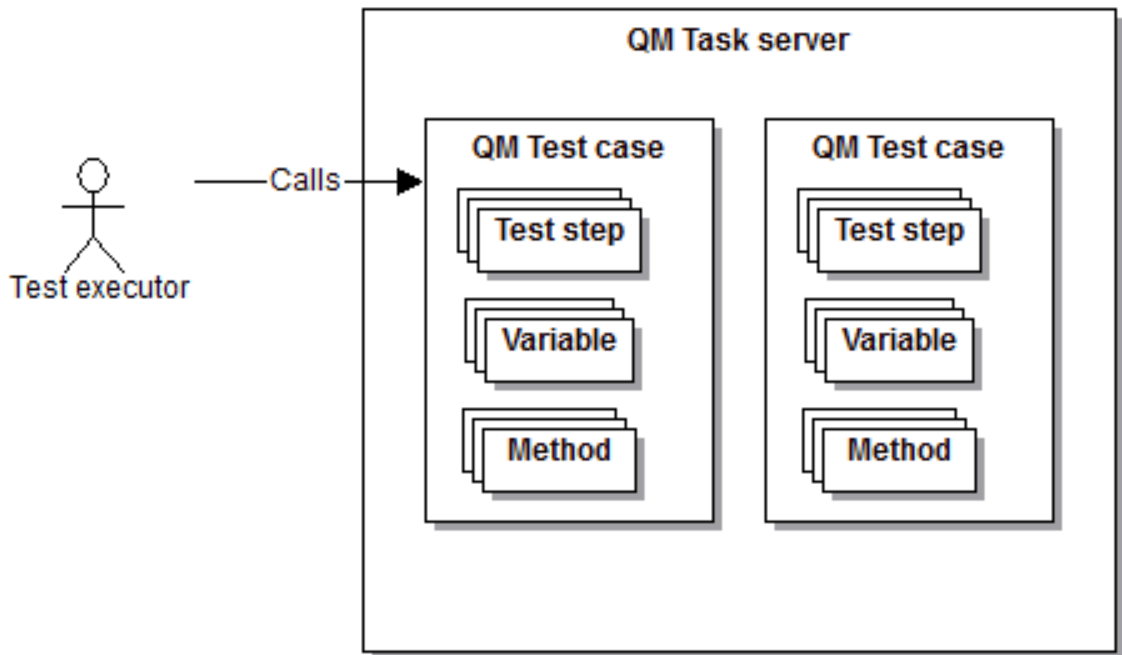 QM Task server
QM Test case
Test step
Variable
Method
QM Test case
Test step
Variable
Method
Calls
Test executor